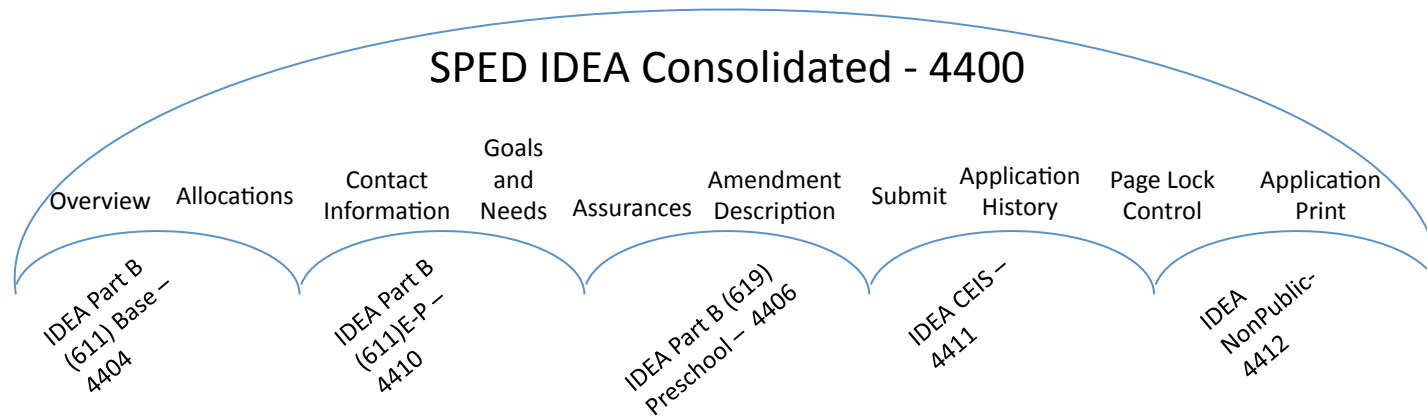 SPED IDEA Consolidated - 4400
Overview
Allocations
Contact
Information
Goals
and
Needs
Assurances
Amendment
Description
Submit
Application
History
Page Lock
Control
Application
Print
IDEA Part B
(611) Base –
4404
IDEA Part B
(611)E-P –
4410
IDEA Part B (619)
Preschool – 4406
IDEA CEIS –
4411
IDEA
NonPublic-
4412